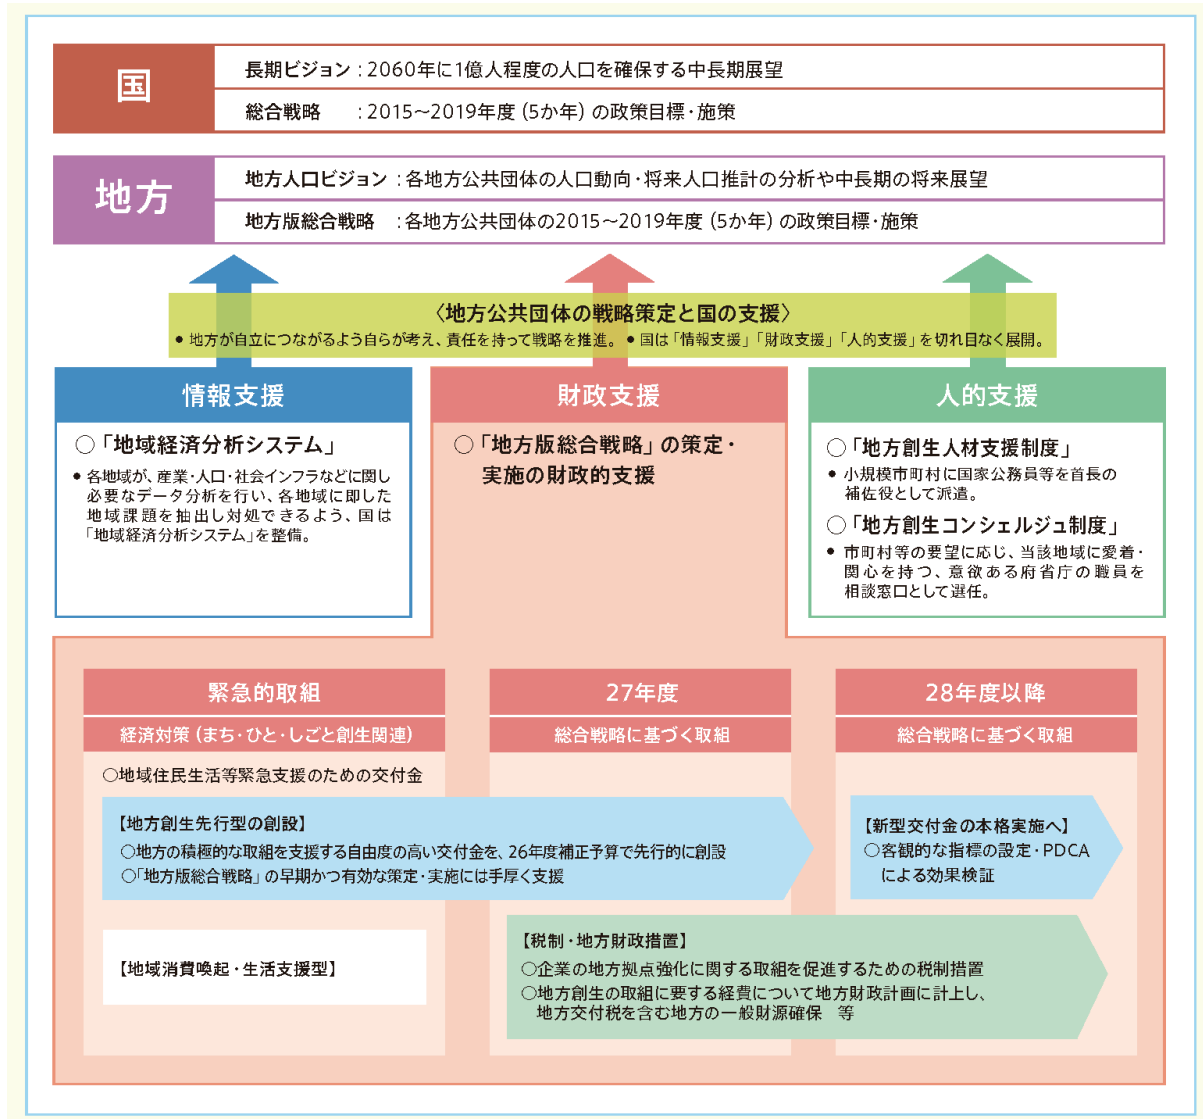 国
長期ビジョン：2060年に1億人程度の人口を確保する中長期展望
総合戦略　：2015～2019年度（5か年）の政策目標・施策
地方
地方人口ビジョン：各地方公共団体の人口動向・将来人口推計の分析や中長期の将来展望
地方版総合戦略　：各地方公共団体の2015～2019年度（5か年）の政策目標・施策
〈地方公共団体の戦略策定と国の支援〉
● 地方が自立につながるよう自らが考え、責任を持って戦略を推進。● 国は「情報支援」「財政支援」「人的支援」を切れ目なく展開。
情報支援
○「地域経済分析システム」
● 各地域が、産業・人口・社会インフラなどに関し
必要なデータ分析を行い、各地域に即した
地域課題を抽出し対処できるよう、国は
「地域経済分析システム」を整備。
財政支援
○「地方版総合戦略」の策定・
実施の財政的支援
人的支援
○「地方創生人材支援制度」
● 小規模市町村に国家公務員等を首長の
補佐役として派遣。
○「地方創生コンシェルジュ制度」
● 市町村等の要望に応じ、当該地域に愛着・
関心を持つ、意欲ある府省庁の職員を
相談窓口として選任。
緊急的取組
経済対策（まち・ひと・しごと創生関連）
○地域住民生活等緊急支援のための交付金
27年度
総合戦略に基づく取組
28年度以降
総合戦略に基づく取組
【地方創生先行型の創設】
○地方の積極的な取組を支援する自由度の高い交付金を、26年度補正予算で先行的に創設
○「地方版総合戦略」の早期かつ有効な策定・実施には手厚く支援
【新型交付金の本格実施へ】
○客観的な指標の設定・PDCA
による効果検証
【地域消費喚起・生活支援型】
【税制・地方財政措置】
○企業の地方拠点強化に関する取組を促進するための税制措置
○地方創生の取組に要する経費について地方財政計画に計上し、
地方交付税を含む地方の一般財源確保　等